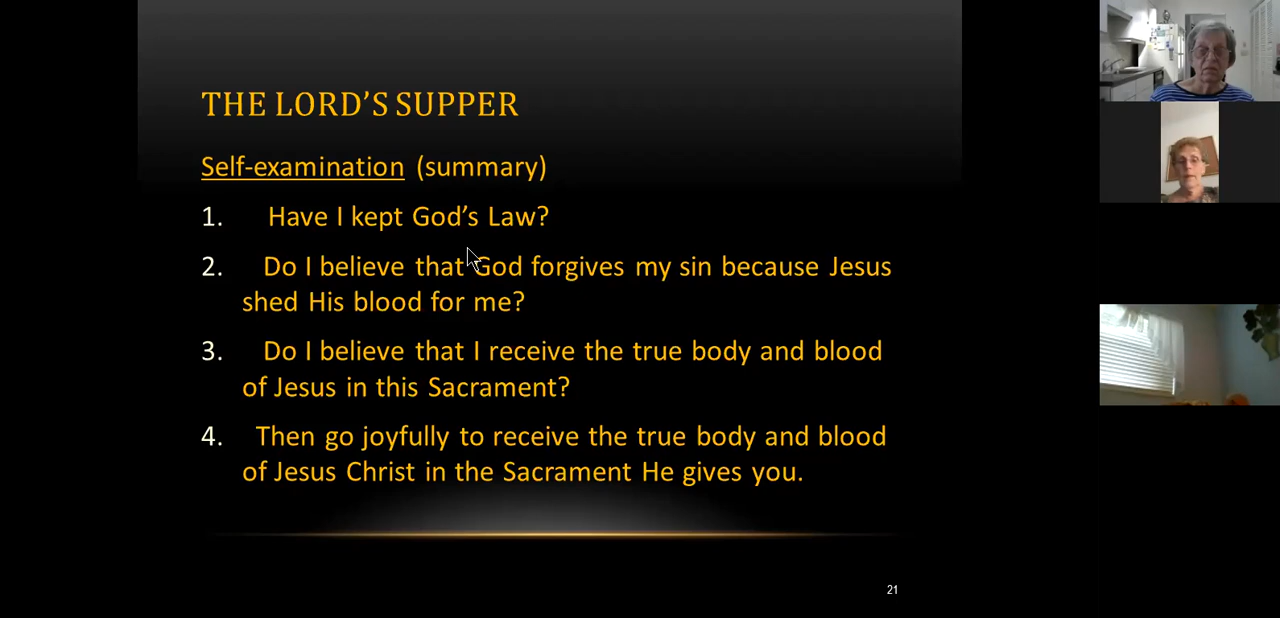 THE LORD’S SUPPER
Self-examination (summary)
1. Have I kept God’s Law?
2. Do I believe that God forgives my sin because Jesus
shed His blood for me?
3. Do I believe that I receive the true body and blood
of Jesus in this Sacrament?
4. Then go joyfully to receive the true body and blood
of Jesus Christ in the Sacrament He gives you.
21